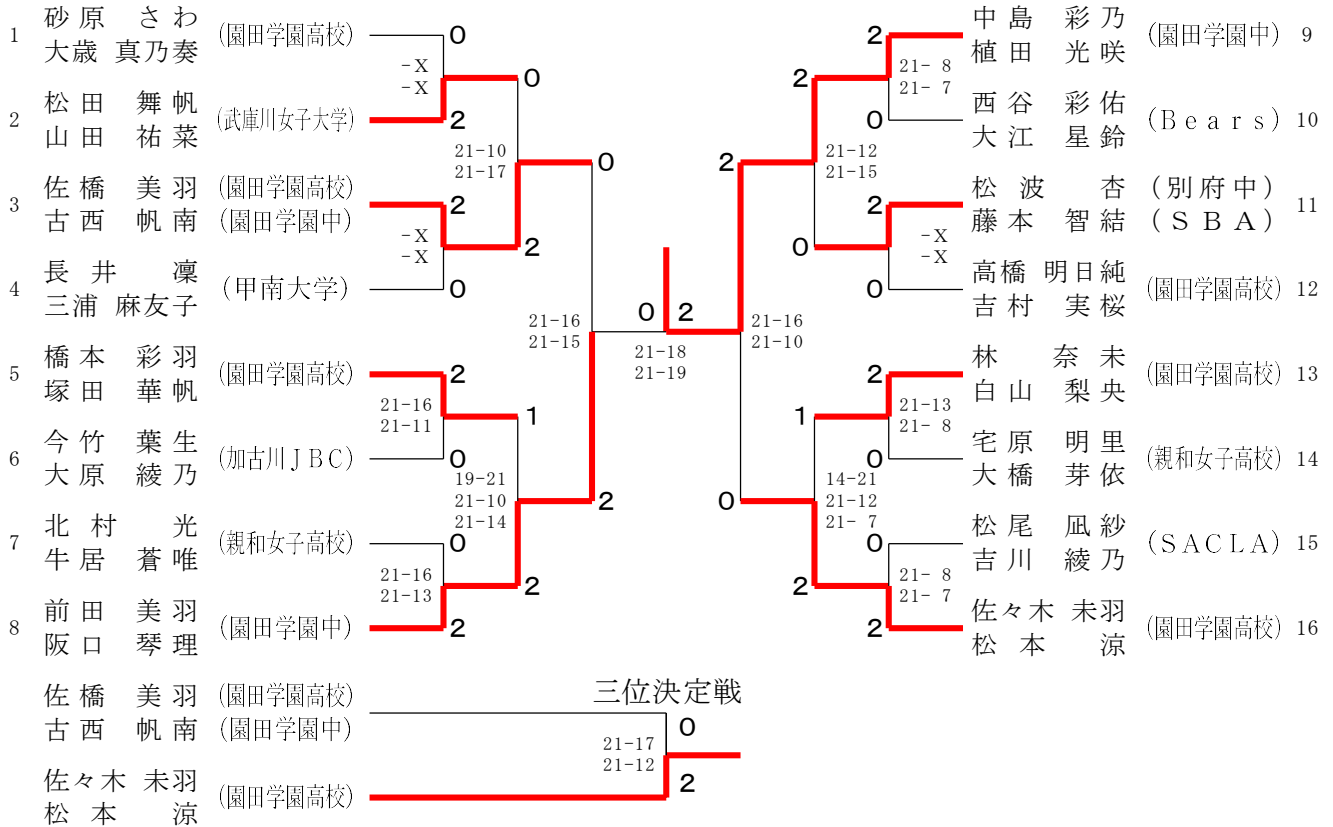 1 砂原 さわ (園田学園高校)
大歳 真乃奏
0
-X
-X
0
2 松田 舞帆 (武庫川女子大学)
山田 祐菜
2
21-10
21-17
0
3 佐橋 美羽 (園田学園高校)
古西 帆南 (園田学園中)
2
-X
-X
2
4 長井 凜 (甲南大学)
三浦 麻友子
0
21-16
21-15
5 橋本 彩羽 (園田学園高校)
塚田 華帆
2
21-16
21-11
1
6 今竹 葉生 (加古川JBC)
大原 綾乃
0
19-21
21-10
21-14
2
7 北村 光 (親和女子高校)
牛居 蒼唯
0
21-16
21-13
2
8 前田 美羽 (園田学園中)
阪口 琴理
2
0 2
21-18
21-19
中島 彩乃 (園田学園中) 9
植田 光咲
2
21- 8
21- 7
2
西谷 彩佑 (Bears) 10
大江 星鈴
0
21-12
21-15
2
松波 杏 (別府中) 11
藤本 智結 (SBA)
2
-X
-X
0
高橋 明日純 (園田学園高校) 12
吉村 実桜
0
21-16
21-10
林 奈未 (園田学園高校) 13
白山 梨央
2
21-13
21- 8
1
宅原 明里 (親和女子高校) 14
大橋 芽依
0
14-21
21-12
21- 7
0
松尾 凪紗 (SACLA) 15
吉川 綾乃
0
21- 8
21- 7
2
佐々木 未羽 (園田学園高校) 16
松本 涼
2
三位決定戦
佐橋 美羽 (園田学園高校)
古西 帆南 (園田学園中)
0
21-17
21-12
佐々木 未羽 (園田学園高校)
松本 涼
2